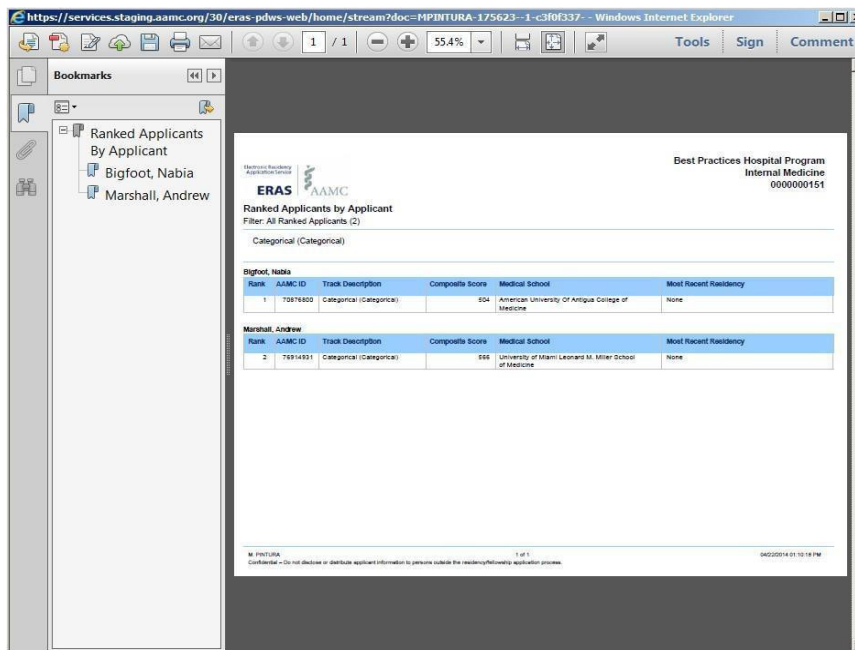 https://services.staging.aamc.org/30/eras-pdws-web/home/stream?doc=MPINTURA-175623--1-c3f0f337- - Windows Internet Explorer
1 / 1 55.4% Tools Sign Comment
Bookmarks
Ranked Applicants
By Applicant
Bigfoot, Nabia
Marshall, Andrew
Electronic Residency
Application Service
ERAS AAMC
Best Practices Hospital Program
Internal Medicine
0000000151
Ranked Applicants by Applicant
Filter: All Ranked Applicants (2)
Categorical (Categorical)
Bigfoot, Nabia
Rank AAMC ID Track Description Composite Score Medical School Most Recent Residency
1 70876800 Categorical (Categorical) 504 American University Of Antigua College of None
Medicine
Marshall, Andrew
Rank AAMC ID Track Description Composite Score Medical School Most Recent Residency
2 76914931 Categorical (Categorical) 566 University of Miami Leonard M. Miller School None
of Medicine
M. PINTURA 1 of 1 04/22/2014 01:10:18 PM
Confidential – Do not disclose or distribute applicant information to persons outside the residency/fellowship application process.